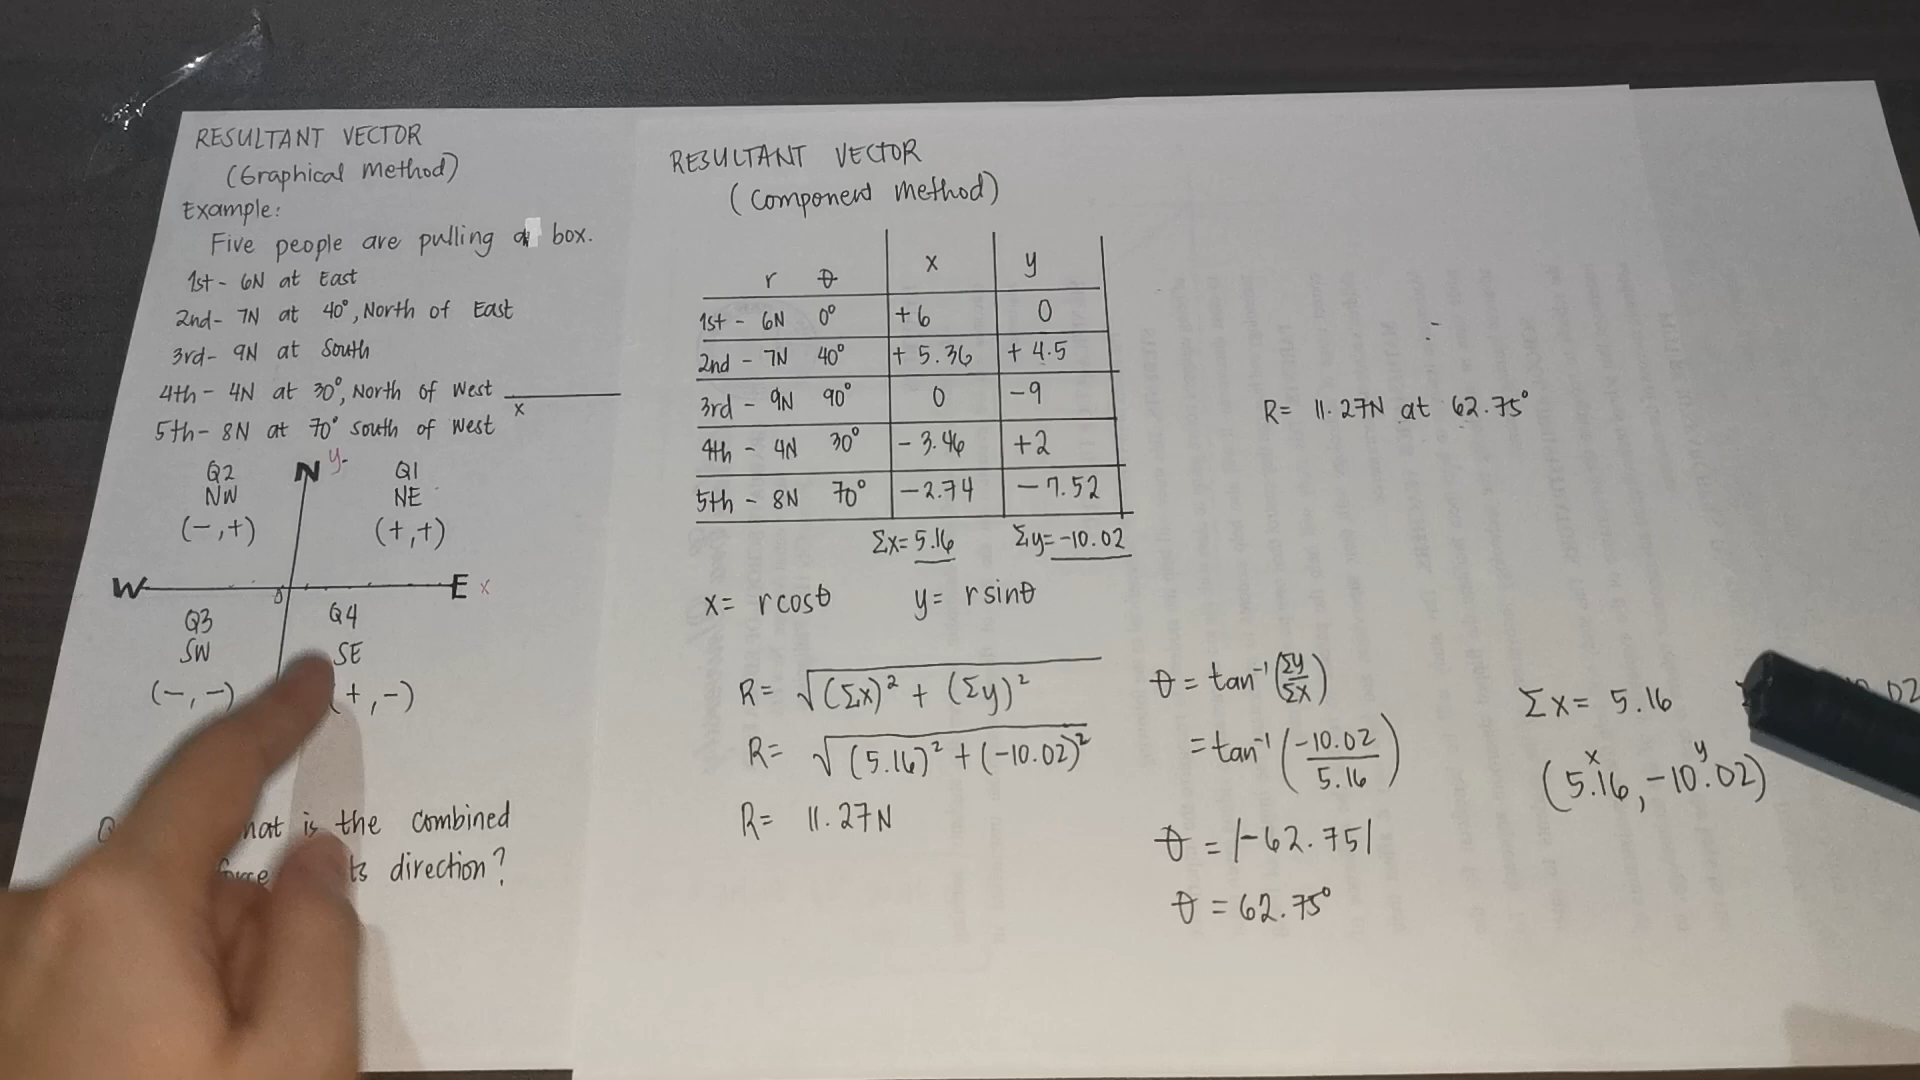 RESULTANT VECTOR
(Graphical Method)
Example:
Five people are pulling a box.
1st - 6N at East
2nd - 7N at 40°, North of East
3rd - 9N at South
4th - 4N at 30°, North of West
x
5th - 8N at 70° South of West
Q2 N y Q1
NW NE
(-,+) (+,+)
W E x
Q3 Q4
SW SE
(-,-) (+,-)
is the combined
direction?
RESULTANT VECTOR
(Component Method)
r θ x y
1st - 6N 0° +6 0
2nd - 7N 40° +5.36 +4.5
3rd - 9N 90° 0 -9
4th - 4N 30° -3.46 +2
5th - 8N 70° -2.74 -7.52
Σx= 5.16 Σy= -10.02
x= rcosθ y= rsinθ
R= √(Σx)² + (Σy)²
R= √(5.16)² + (-10.02)²
R= 11.27N
θ = tan⁻¹(Σy/Σx)
= tan⁻¹(-10.02/5.16)
θ = |-62.75|
θ = 62.75°
R= 11.27N at 62.75°
Σx= 5.16
x y
(5.16, -10.02)